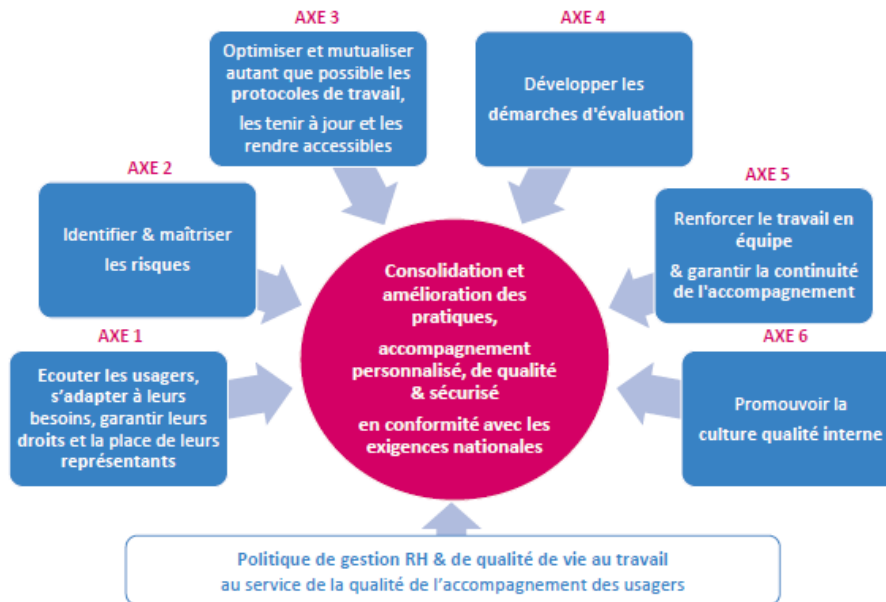 AXE 3
Optimiser et mutualiser
autant que possible les
protocoles de travail,
les tenir à jour et les
rendre accessibles
AXE 4
Développer les
démarches d'évaluation
AXE 2
Identifier & maîtriser
les risques
AXE 5
Renforcer le travail en
équipe
& garantir la continuité
de l'accompagnement
AXE 1
Ecouter les usagers,
s'adapter à leurs
besoins, garantir leurs
droits et la place de leurs
représentants
Consolidation et
amélioration des
pratiques,
accompagnement
personnalisé, de qualité
& sécurisé
en conformité avec les
exigences nationales
AXE 6
Promouvoir la
culture qualité interne
Politique de gestion RH & de qualité de vie au travail
au service de la qualité de l'accompagnement des usagers